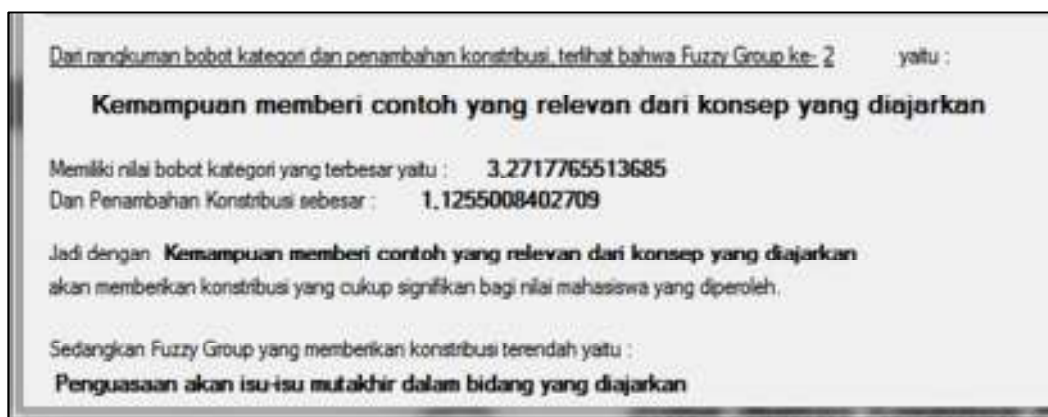 Dari rangkuman bobot kategori dan penambahan konstribusi, terlihat bahwa Fuzzy Group ke- 2 yaitu :
Kemampuan memberi contoh yang relevan dari konsep yang diajarkan
Memiliki nilai bobot kategori yang terbesar yaitu : 3.2717765513685
Dan Penambahan Konstribusi sebesar : 1.1255008402709
Jadi dengan Kemampuan memberi contoh yang relevan dari konsep yang diajarkan
akan memberikan konstribusi yang cukup signifikan bagi nilai mahasiswa yang diperoleh.
Sedangkan Fuzzy Group yang memberikan konstribusi terendah yaitu :
Penguasaan akan isu-isu mutakhir dalam bidang yang diajarkan